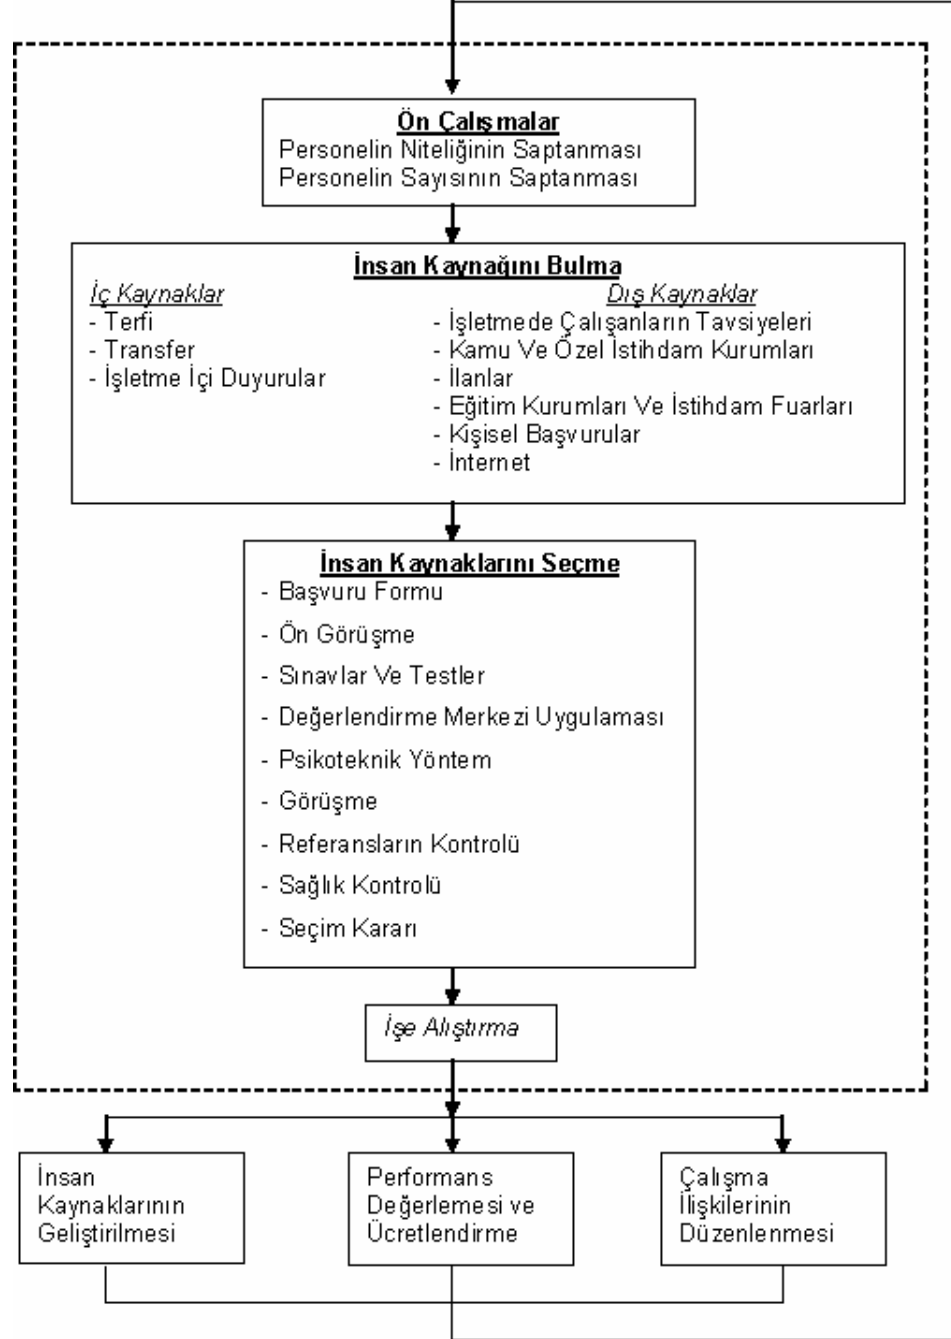 Ön Çalışmalar
Personelin Niteliğinin Saptanması
Personelin Sayısının Saptanması
İnsan Kaynağını Bulma
İç Kaynaklar
- Terfi
- Transfer
- İşletme İçi Duyurular
Dış Kaynaklar
- İşletmede Çalışanların Tavsiyeleri
- Kamu Ve Özel İstihdam Kurumları
- İlanlar
- Eğitim Kurumları Ve İstihdam Fuarları
- Kişisel Başvurular
- İnternet
İnsan Kaynaklarını Seçme
- Başvuru Formu
- Ön Görüşme
- Sınavlar Ve Testler
- Değerlendirme Merkezi Uygulaması
- Psikoteknik Yöntem
- Görüşme
- Referansların Kontrolü
- Sağlık Kontrolü
- Seçim Kararı
İşe Alıştırma
İnsan
Kaynaklarının
Geliştirilmesi
Performans
Değerlemesi ve
Ücretlendirme
Çalışma
İlişkilerinin
Düzenlenmesi